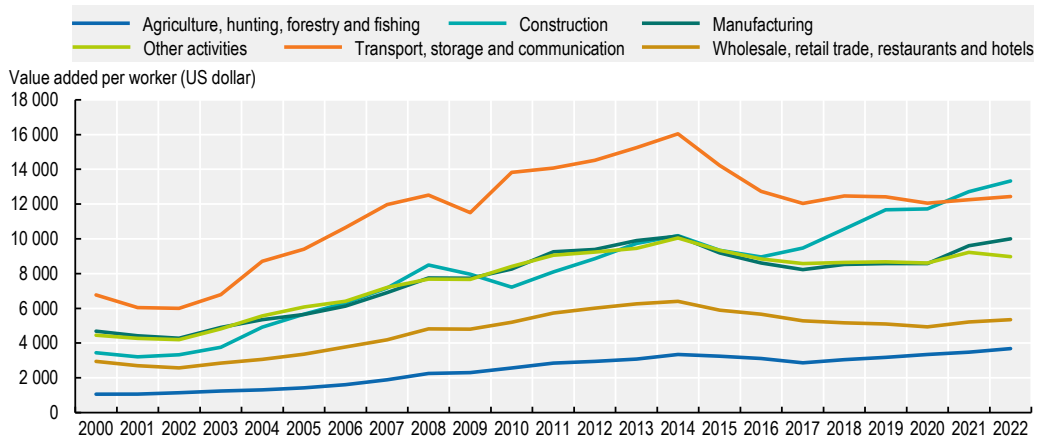 Agriculture, hunting, forestry and fishing Construction Manufacturing
Other activities Transport, storage and communication Wholesale, retail trade, restaurants and hotels
Value added per worker (US dollar)
18 000
16 000
14 000
12 000
10 000
8 000
6 000
4 000
2 000
0
2000 2001 2002 2003 2004 2005 2006 2007 2008 2009 2010 2011 2012 2013 2014 2015 2016 2017 2018 2019 2020 2021 2022